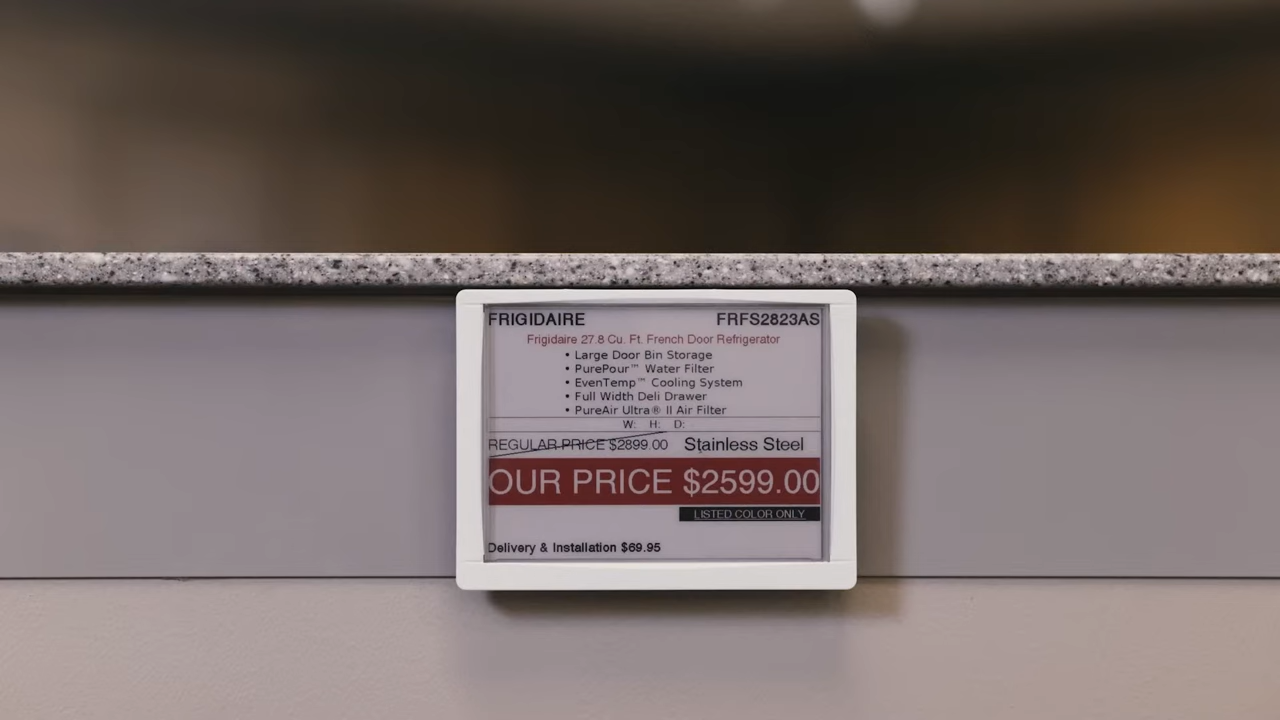 FRIGIDAIRE FRFS2823AS
Frigidaire 27.8 Cu. Ft. French Door Refrigerator
• Large Door Bin Storage
• PurePour™ Water Filter
• EvenTemp™ Cooling System
• Full Width Deli Drawer
• PureAir Ultra® II Air Filter
W: H: D:
REGULAR PRICE $2899.00 Stainless Steel
OUR PRICE $2599.00
LISTED COLOR ONLY
Delivery & Installation $69.95